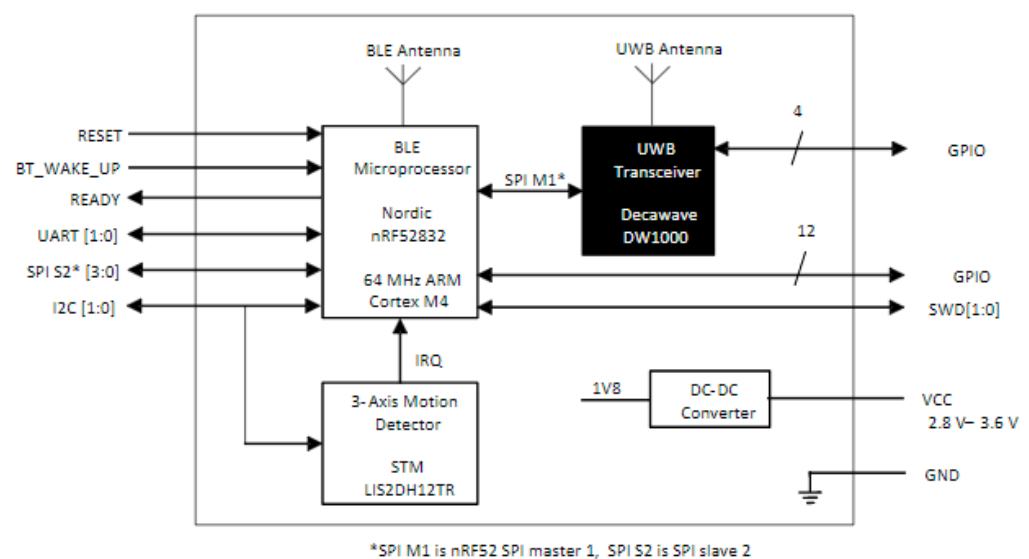 BLE Antenna
UWB Antenna
RESET
BT_WAKE_UP
READY
UART [1:0]
SPI S2* [3:0]
I2C [1:0]
BLE
Microprocessor
Nordic
nRF52832
64 MHz ARM
Cortex M4
SPI M1*
UWB
Transceiver
Decawave
DW1000
4
GPIO
12
GPIO
SWD[1:0]
IRQ
3-Axis Motion
Detector
STM
LIS2DH12TR
1V8
DC-DC
Converter
VCC
2.8 V– 3.6 V
GND
*SPI M1 is nRF52 SPI master 1, SPI S2 is SPI slave 2